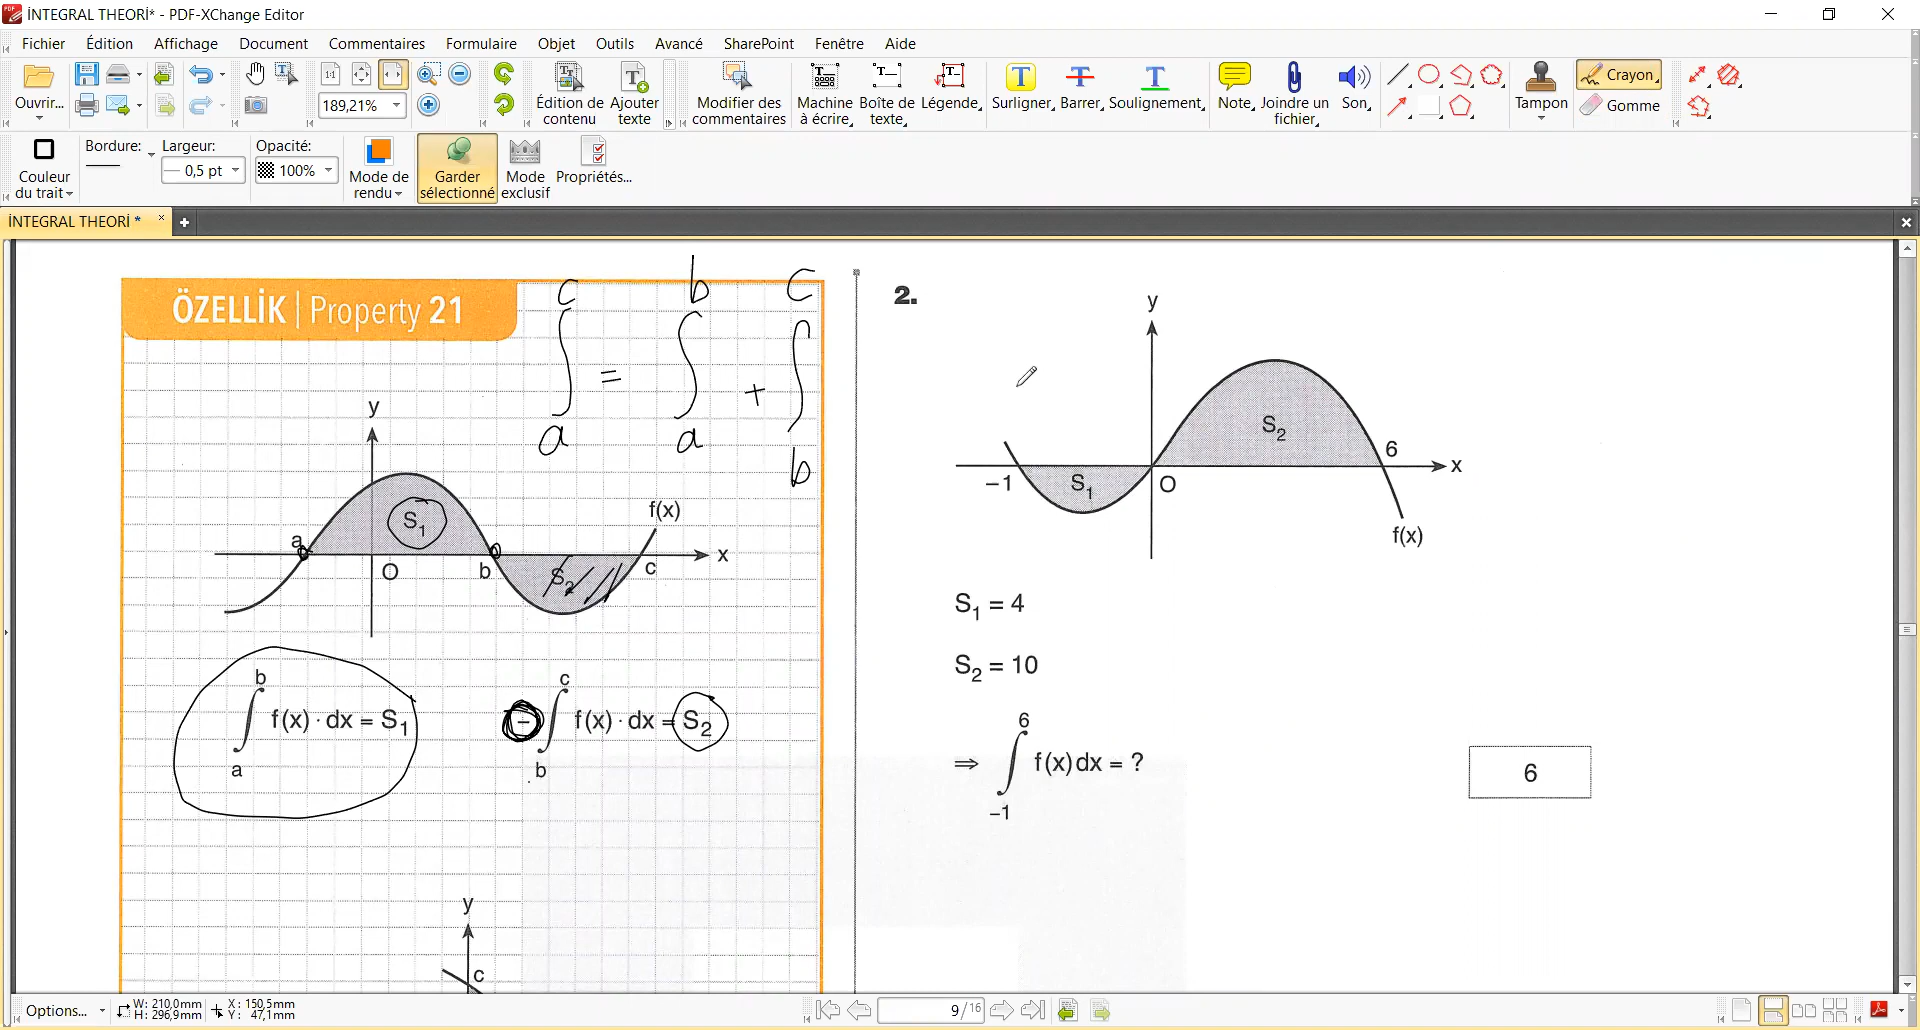 İNTEGRAL THEORİ* - PDF-XChange Editor
Fichier Édition Affichage Document Commentaires Formulaire Objet Outils Avancé SharePoint Fenêtre Aide
Ouvrir...
1:1
189,21%
Édition de contenu
Ajouter texte
Modifier des commentaires
Machine à écrire
Boîte de texte
Légende
Surligner
Barrer
Soulignement
Note
Joindre un fichier
Son
Tampon
Crayon
Gomme
Couleur du trait
Bordure:
Largeur:
0,5 pt
Opacité:
100%
Mode de rendu
Garder sélectionné
Mode exclusif
Propriétés...
İNTEGRAL THEORİ *
ÖZELLİK | Property 21
c b c
∫ = ∫ + ∫
a a b
y
a
S₁
O
b
S₂
c
f(x)
x
∫ₐᵇ f(x) · dx = S₁
− ∫_b^c f(x) · dx = S₂
y
c
2.
y
6
S₂
x
−1
S₁
O
f(x)
S₁ = 4
S₂ = 10
⇒ ∫_{−1}^{6} f(x) dx = ?
6
Options...
W: 210,0mm
H: 296,9mm
X: 150,5mm
Y: 47,1mm
9/16